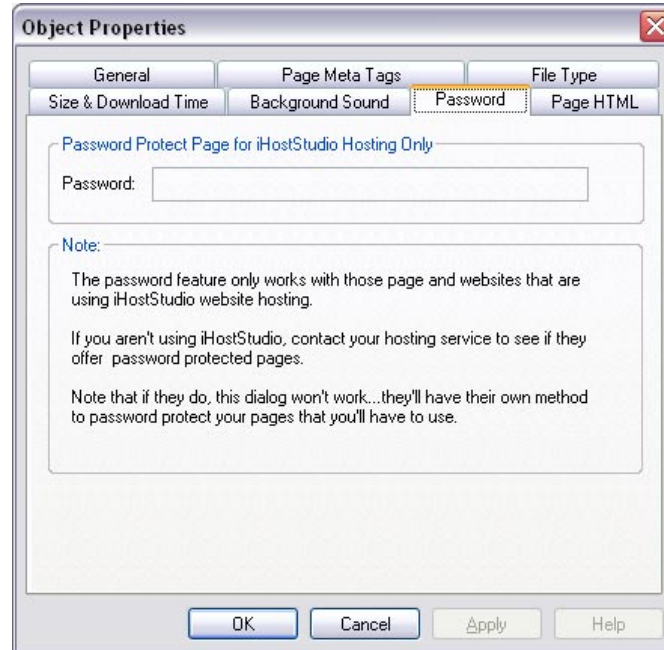 Object Properties
General Page Meta Tags File Type
Size & Download Time Background Sound Password Page HTML
Password Protect Page for iHostStudio Hosting Only
Password:
Note:
The password feature only works with those page and websites that are
using iHostStudio website hosting.
If you aren't using iHostStudio, contact your hosting service to see if they
offer password protected pages.
Note that if they do, this dialog won't work...they'll have their own method
to password protect your pages that you'll have to use.
OK Cancel Apply Help